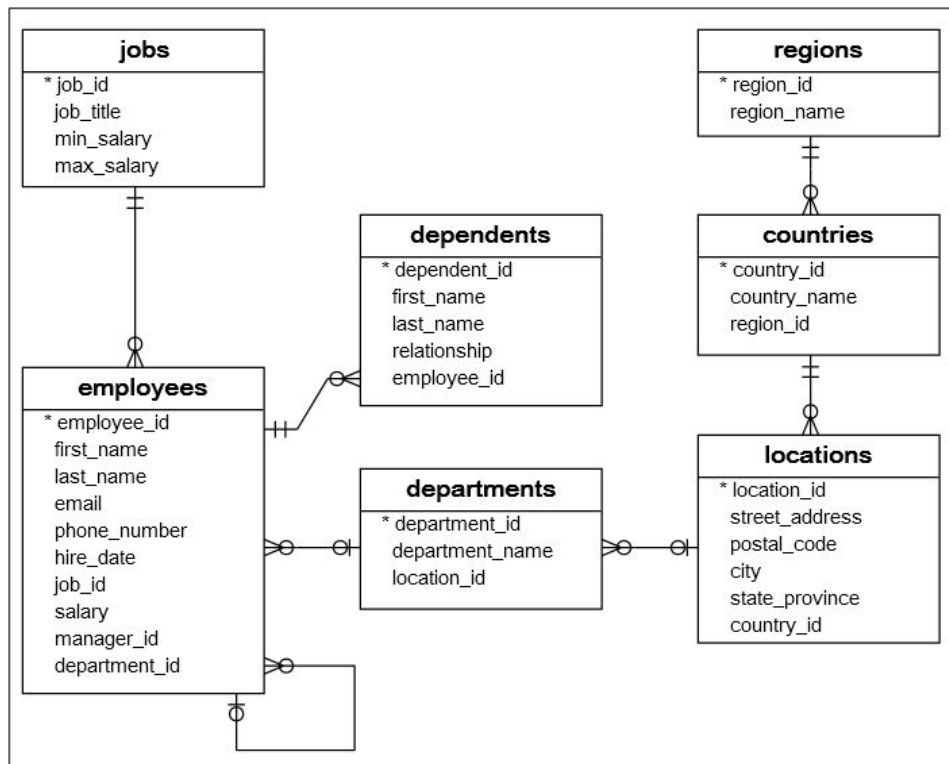 jobs
* job_id
job_title
min_salary
max_salary
regions
* region_id
region_name
dependents
* dependent_id
first_name
last_name
relationship
employee_id
countries
* country_id
country_name
region_id
employees
* employee_id
first_name
last_name
email
phone_number
hire_date
job_id
salary
manager_id
department_id
departments
* department_id
department_name
location_id
locations
* location_id
street_address
postal_code
city
state_province
country_id